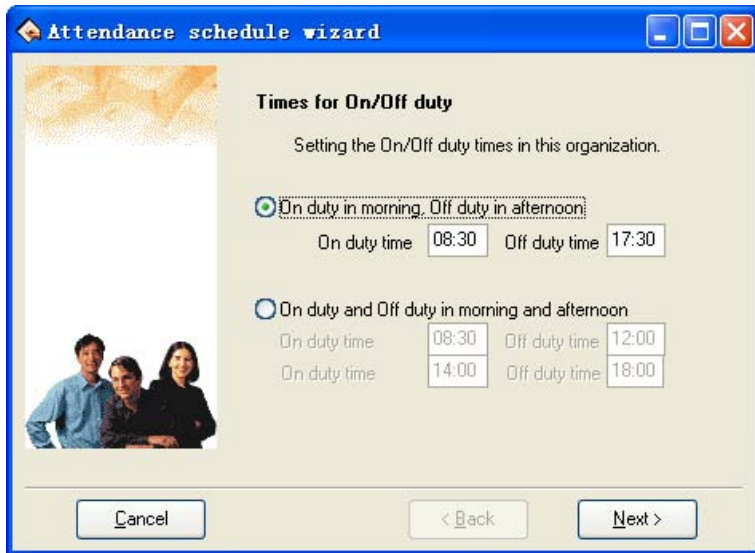 Attendance schedule wizard
Times for On/Off duty
Setting the On/Off duty times in this organization.
On duty in morning, Off duty in afternoon
On duty time 08:30 Off duty time 17:30
On duty and Off duty in morning and afternoon
On duty time 08:30 Off duty time 12:00
On duty time 14:00 Off duty time 18:00
Cancel < Back Next >